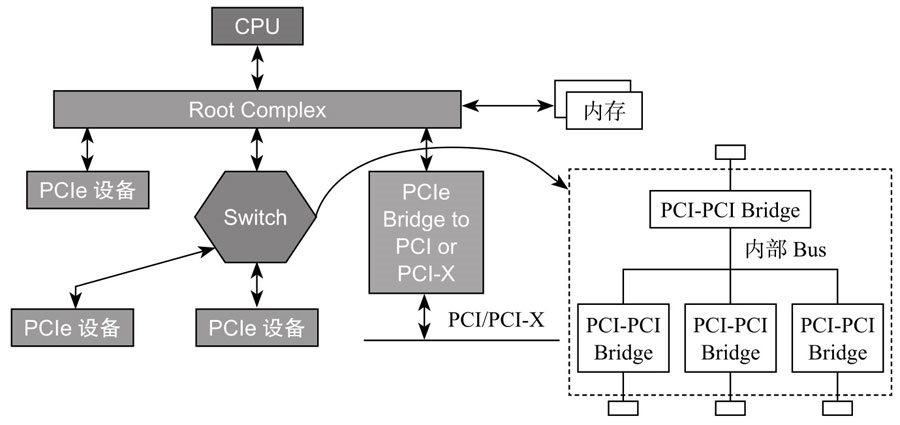 CPU
Root Complex
内存
PCIe 设备
Switch
PCIe
Bridge to
PCI or
PCI-X
PCIe 设备
PCIe 设备
PCI/PCI-X
PCI-PCI Bridge
内部 Bus
PCI-PCI
Bridge
PCI-PCI
Bridge
PCI-PCI
Bridge